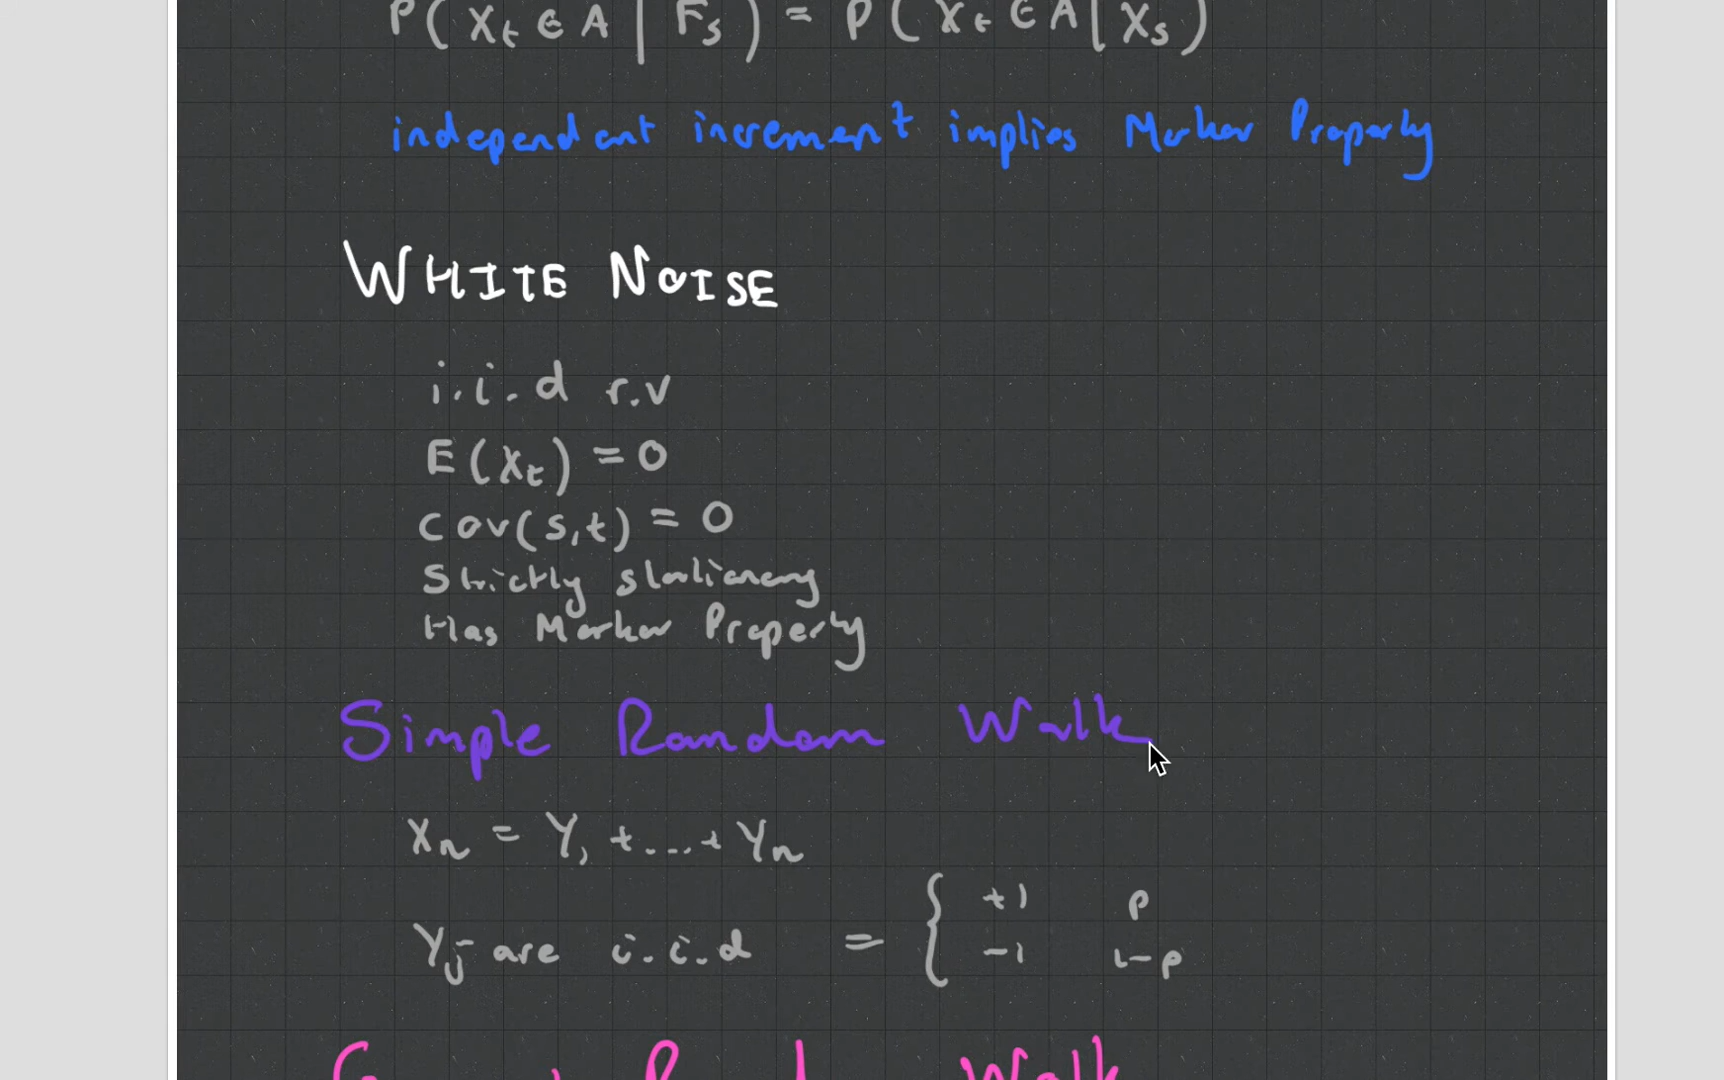 P(Xt ∈ A | Fs) = P(Xt ∈ A | Xs)
independent increment implies Markov Property
WHITE NOISE
i.i.d r.v
E(Xt) = 0
cov(s,t) = 0
Strictly stationary
Has Markov Property
Simple Random Walk
Xn = Y1 + ... + Yn
Yj are i.i.d = { +1 p
-1 1-p
Walk